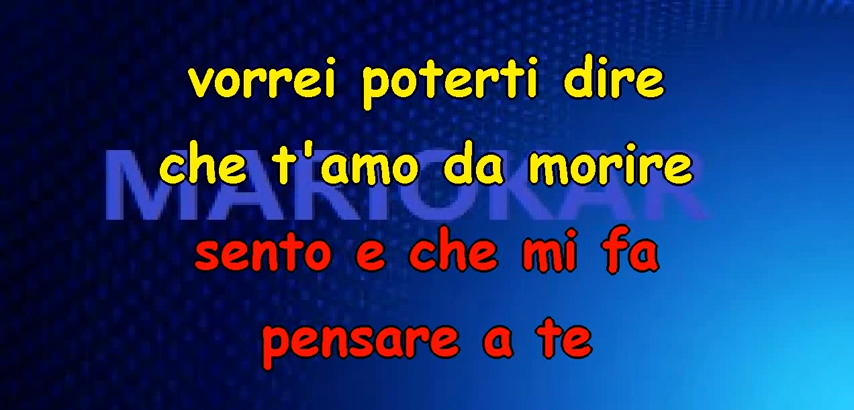 vorrei poterti dire
MARIOKAR
che t'amo da morire
sento e che mi fa
pensare a te